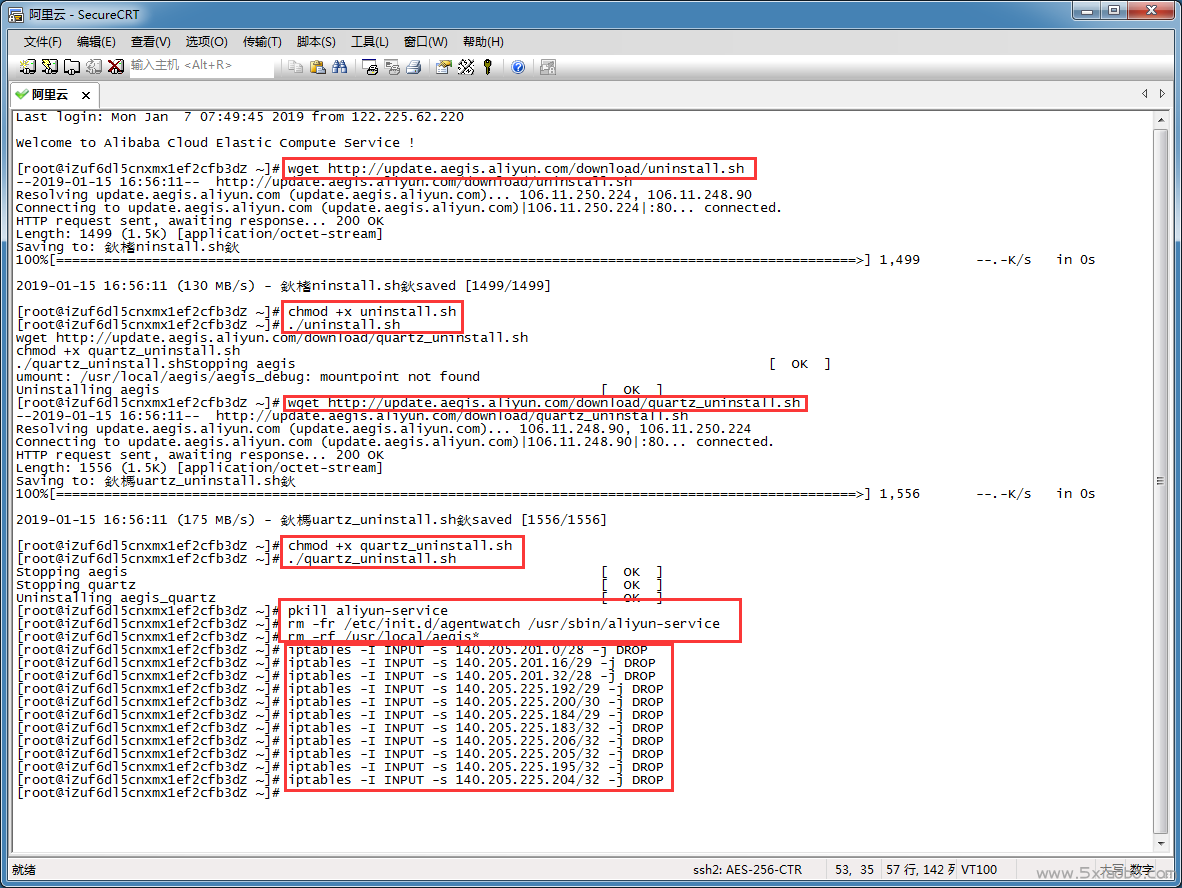 阿里云 - SecureCRT
文件(F) 编辑(E) 查看(V) 选项(O) 传输(T) 脚本(S) 工具(L) 窗口(W) 帮助(H)
输入主机 <Alt+R>
阿里云
Last login: Mon Jan  7 07:49:45 2019 from 122.225.62.220
Welcome to Alibaba Cloud Elastic Compute Service !
[root@iZuf6dl5cnxmx1ef2cfb3dZ ~]# wget http://update.aegis.aliyun.com/download/uninstall.sh
--2019-01-15 16:56:11--  http://update.aegis.aliyun.com/download/uninstall.sh
Resolving update.aegis.aliyun.com (update.aegis.aliyun.com)... 106.11.250.224, 106.11.248.90
Connecting to update.aegis.aliyun.com (update.aegis.aliyun.com)|106.11.250.224|:80... connected.
HTTP request sent, awaiting response... 200 OK
Length: 1499 (1.5K) [application/octet-stream]
Saving to: 鈥榰ninstall.sh鈥
100%[====================================================================================================>] 1,499       --.-K/s   in 0s
2019-01-15 16:56:11 (130 MB/s) - 鈥榰ninstall.sh鈥saved [1499/1499]
[root@iZuf6dl5cnxmx1ef2cfb3dZ ~]# chmod +x uninstall.sh
[root@iZuf6dl5cnxmx1ef2cfb3dZ ~]# ./uninstall.sh
wget http://update.aegis.aliyun.com/download/quartz_uninstall.sh
chmod +x quartz_uninstall.sh
./quartz_uninstall.shStopping aegis [  OK  ]
umount: /usr/local/aegis/aegis_debug: mountpoint not found
Uninstalling aegis [  OK  ]
[root@iZuf6dl5cnxmx1ef2cfb3dZ ~]# wget http://update.aegis.aliyun.com/download/quartz_uninstall.sh
--2019-01-15 16:56:11--  http://update.aegis.aliyun.com/download/quartz_uninstall.sh
Resolving update.aegis.aliyun.com (update.aegis.aliyun.com)... 106.11.248.90, 106.11.250.224
Connecting to update.aegis.aliyun.com (update.aegis.aliyun.com)|106.11.248.90|:80... connected.
HTTP request sent, awaiting response... 200 OK
Length: 1556 (1.5K) [application/octet-stream]
Saving to: 鈥榪uartz_uninstall.sh鈥
100%[====================================================================================================>] 1,556       --.-K/s   in 0s
2019-01-15 16:56:11 (175 MB/s) - 鈥榪uartz_uninstall.sh鈥saved [1556/1556]
[root@iZuf6dl5cnxmx1ef2cfb3dZ ~]# chmod +x quartz_uninstall.sh
[root@iZuf6dl5cnxmx1ef2cfb3dZ ~]# ./quartz_uninstall.sh
Stopping aegis [  OK  ]
Stopping quartz [  OK  ]
Uninstalling aegis_quartz [  OK  ]
[root@iZuf6dl5cnxmx1ef2cfb3dZ ~]# pkill aliyun-service
[root@iZuf6dl5cnxmx1ef2cfb3dZ ~]# rm -fr /etc/init.d/agentwatch /usr/sbin/aliyun-service
[root@iZuf6dl5cnxmx1ef2cfb3dZ ~]# rm -rf /usr/local/aegis*
[root@iZuf6dl5cnxmx1ef2cfb3dZ ~]# iptables -I INPUT -s 140.205.201.0/28 -j DROP
[root@iZuf6dl5cnxmx1ef2cfb3dZ ~]# iptables -I INPUT -s 140.205.201.16/29 -j DROP
[root@iZuf6dl5cnxmx1ef2cfb3dZ ~]# iptables -I INPUT -s 140.205.201.32/28 -j DROP
[root@iZuf6dl5cnxmx1ef2cfb3dZ ~]# iptables -I INPUT -s 140.205.225.192/29 -j DROP
[root@iZuf6dl5cnxmx1ef2cfb3dZ ~]# iptables -I INPUT -s 140.205.225.200/30 -j DROP
[root@iZuf6dl5cnxmx1ef2cfb3dZ ~]# iptables -I INPUT -s 140.205.225.184/29 -j DROP
[root@iZuf6dl5cnxmx1ef2cfb3dZ ~]# iptables -I INPUT -s 140.205.225.183/32 -j DROP
[root@iZuf6dl5cnxmx1ef2cfb3dZ ~]# iptables -I INPUT -s 140.205.225.206/32 -j DROP
[root@iZuf6dl5cnxmx1ef2cfb3dZ ~]# iptables -I INPUT -s 140.205.225.205/32 -j DROP
[root@iZuf6dl5cnxmx1ef2cfb3dZ ~]# iptables -I INPUT -s 140.205.225.195/32 -j DROP
[root@iZuf6dl5cnxmx1ef2cfb3dZ ~]# iptables -I INPUT -s 140.205.225.204/32 -j DROP
[root@iZuf6dl5cnxmx1ef2cfb3dZ ~]#
就绪 ssh2: AES-256-CTR 53, 35 57 行, 142 列 VT100 大写 数字